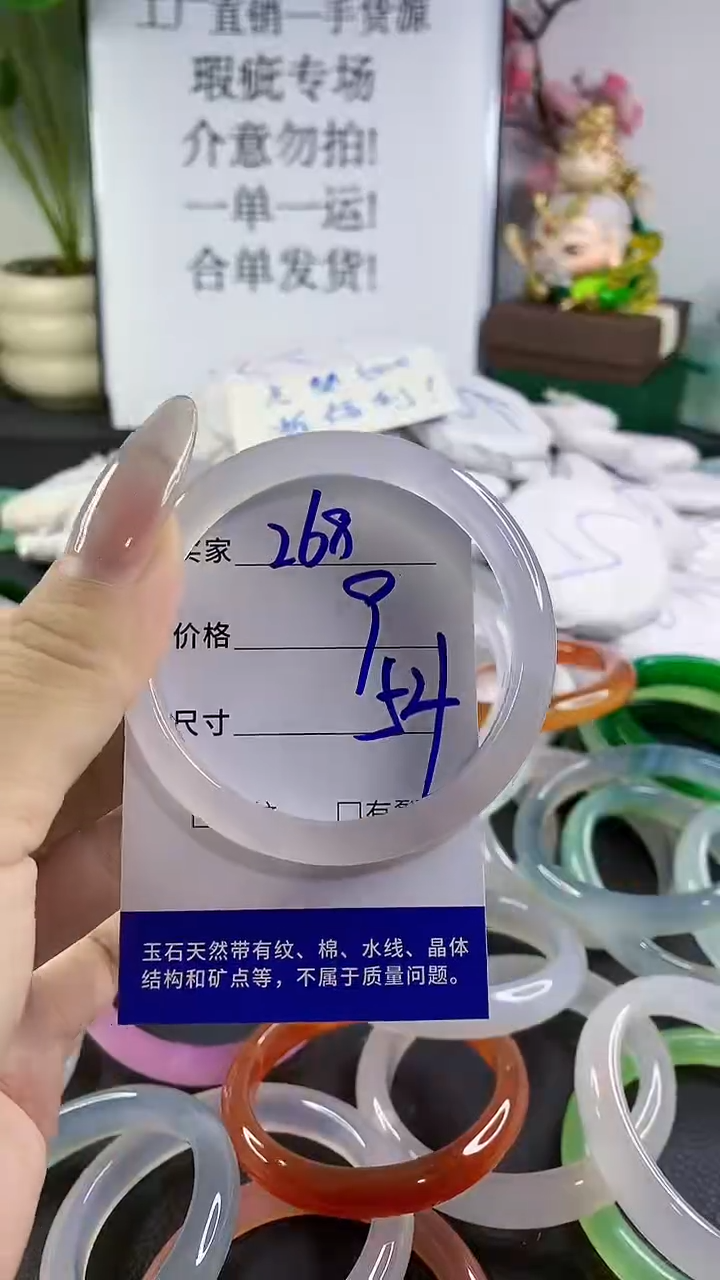 工厂直销一手货源
瑕疵专场
介意勿拍!
一单一运!
合单发货!
买家 268
价格 9
尺寸 54
有裂
玉石天然带有纹、棉、水线、晶体
结构和矿点等，不属于质量问题。